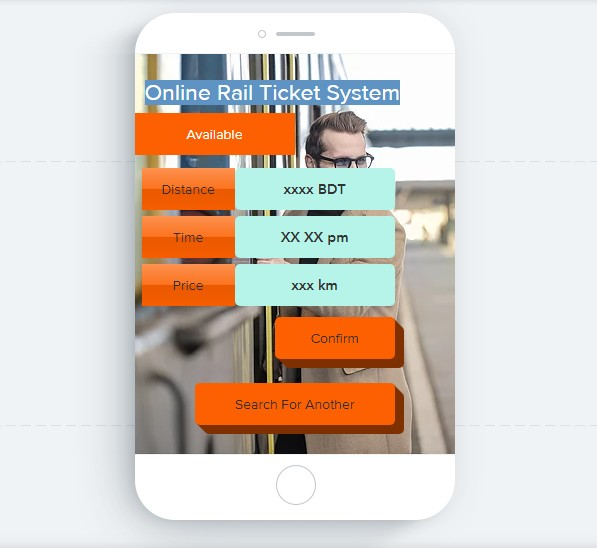 Online Rail Ticket System
Available
Distance xxxx BDT
Time XX XX pm
Price xxx km
Confirm
Search For Another